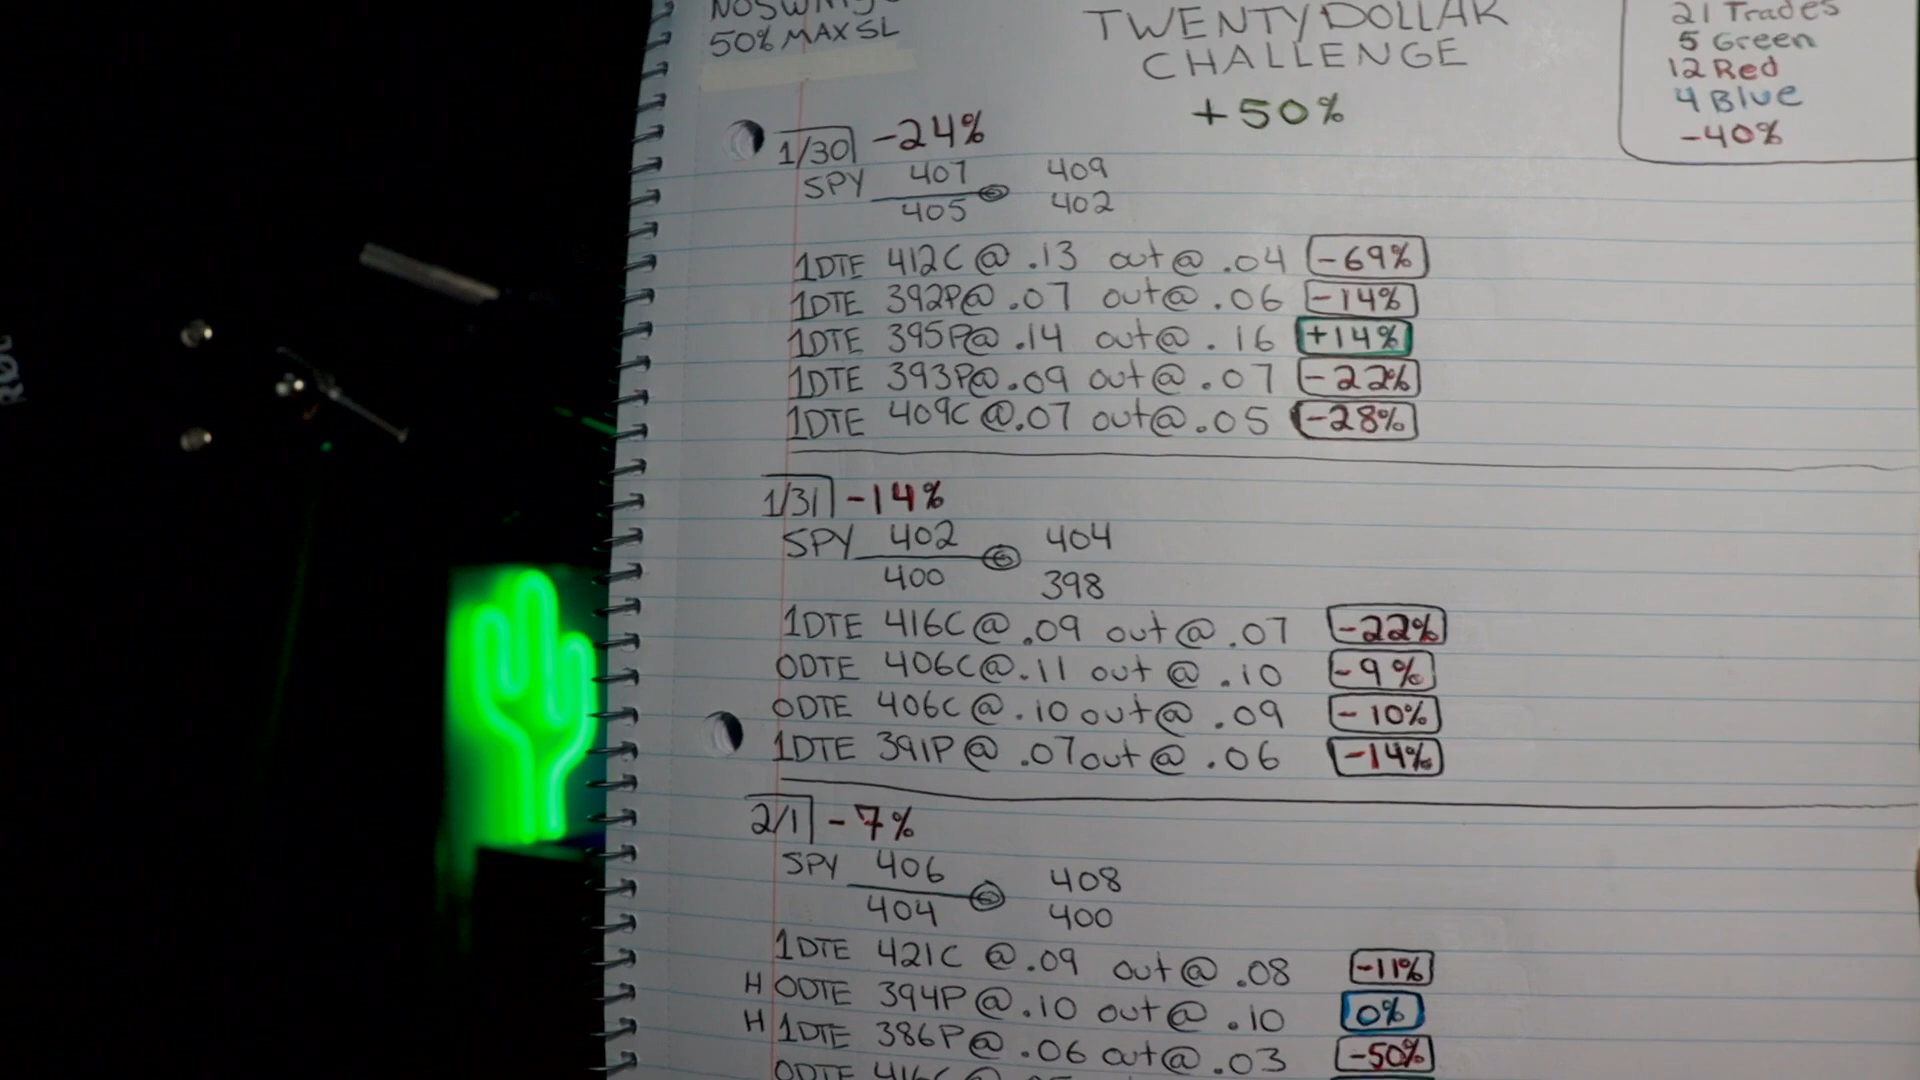 50% MAX SL
TWENTY DOLLAR
CHALLENGE
+50%
21 Trades
5 Green
12 Red
4 Blue
-40%
1/30 -24%
SPY 407 409
405 402
1DTE 412C @ .13 out @ .04 -69%
1DTE 392P@ .07 out@ .06 -14%
1DTE 395P@ .14 out@ .16 +14%
1DTE 393P@ .09 out@ .07 -22%
1DTE 409C @ .07 out@ .05 -28%
1/31 -14%
SPY 402 404
400 398
1DTE 416C @ .09 out @ .07 -22%
0DTE 406C @ .11 out @ .10 -9%
0DTE 406C @ .10 out @ .09 -10%
1DTE 391P @ .07 out @ .06 -14%
2/1 -7%
SPY 406 408
404 400
1DTE 421C @ .09 out @ .08 -11%
H 0DTE 394P @ .10 out @ .10 0%
H 1DTE 386P @ .06 out @ .03 -50%
0DTE